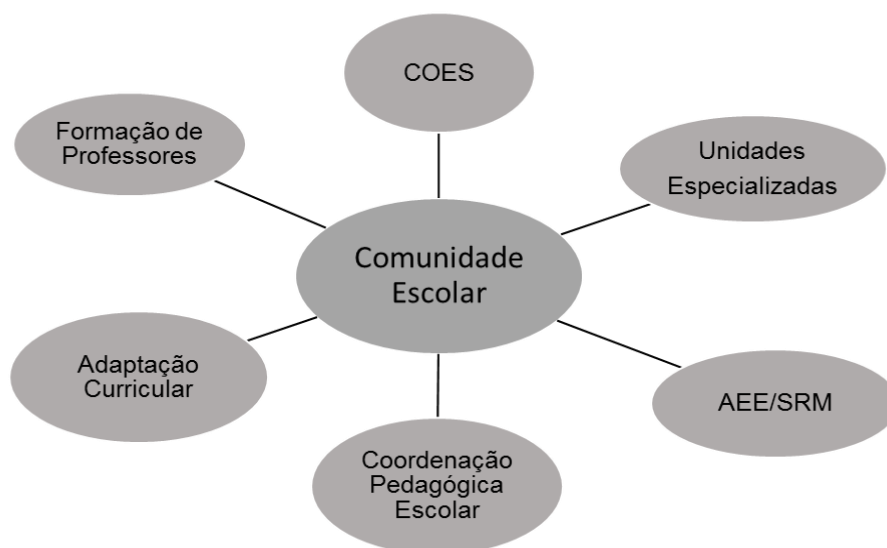 COES
Formação de
Professores
Unidades
Especializadas
Comunidade
Escolar
Adaptação
Curricular
AEE/SRM
Coordenação
Pedagógica
Escolar